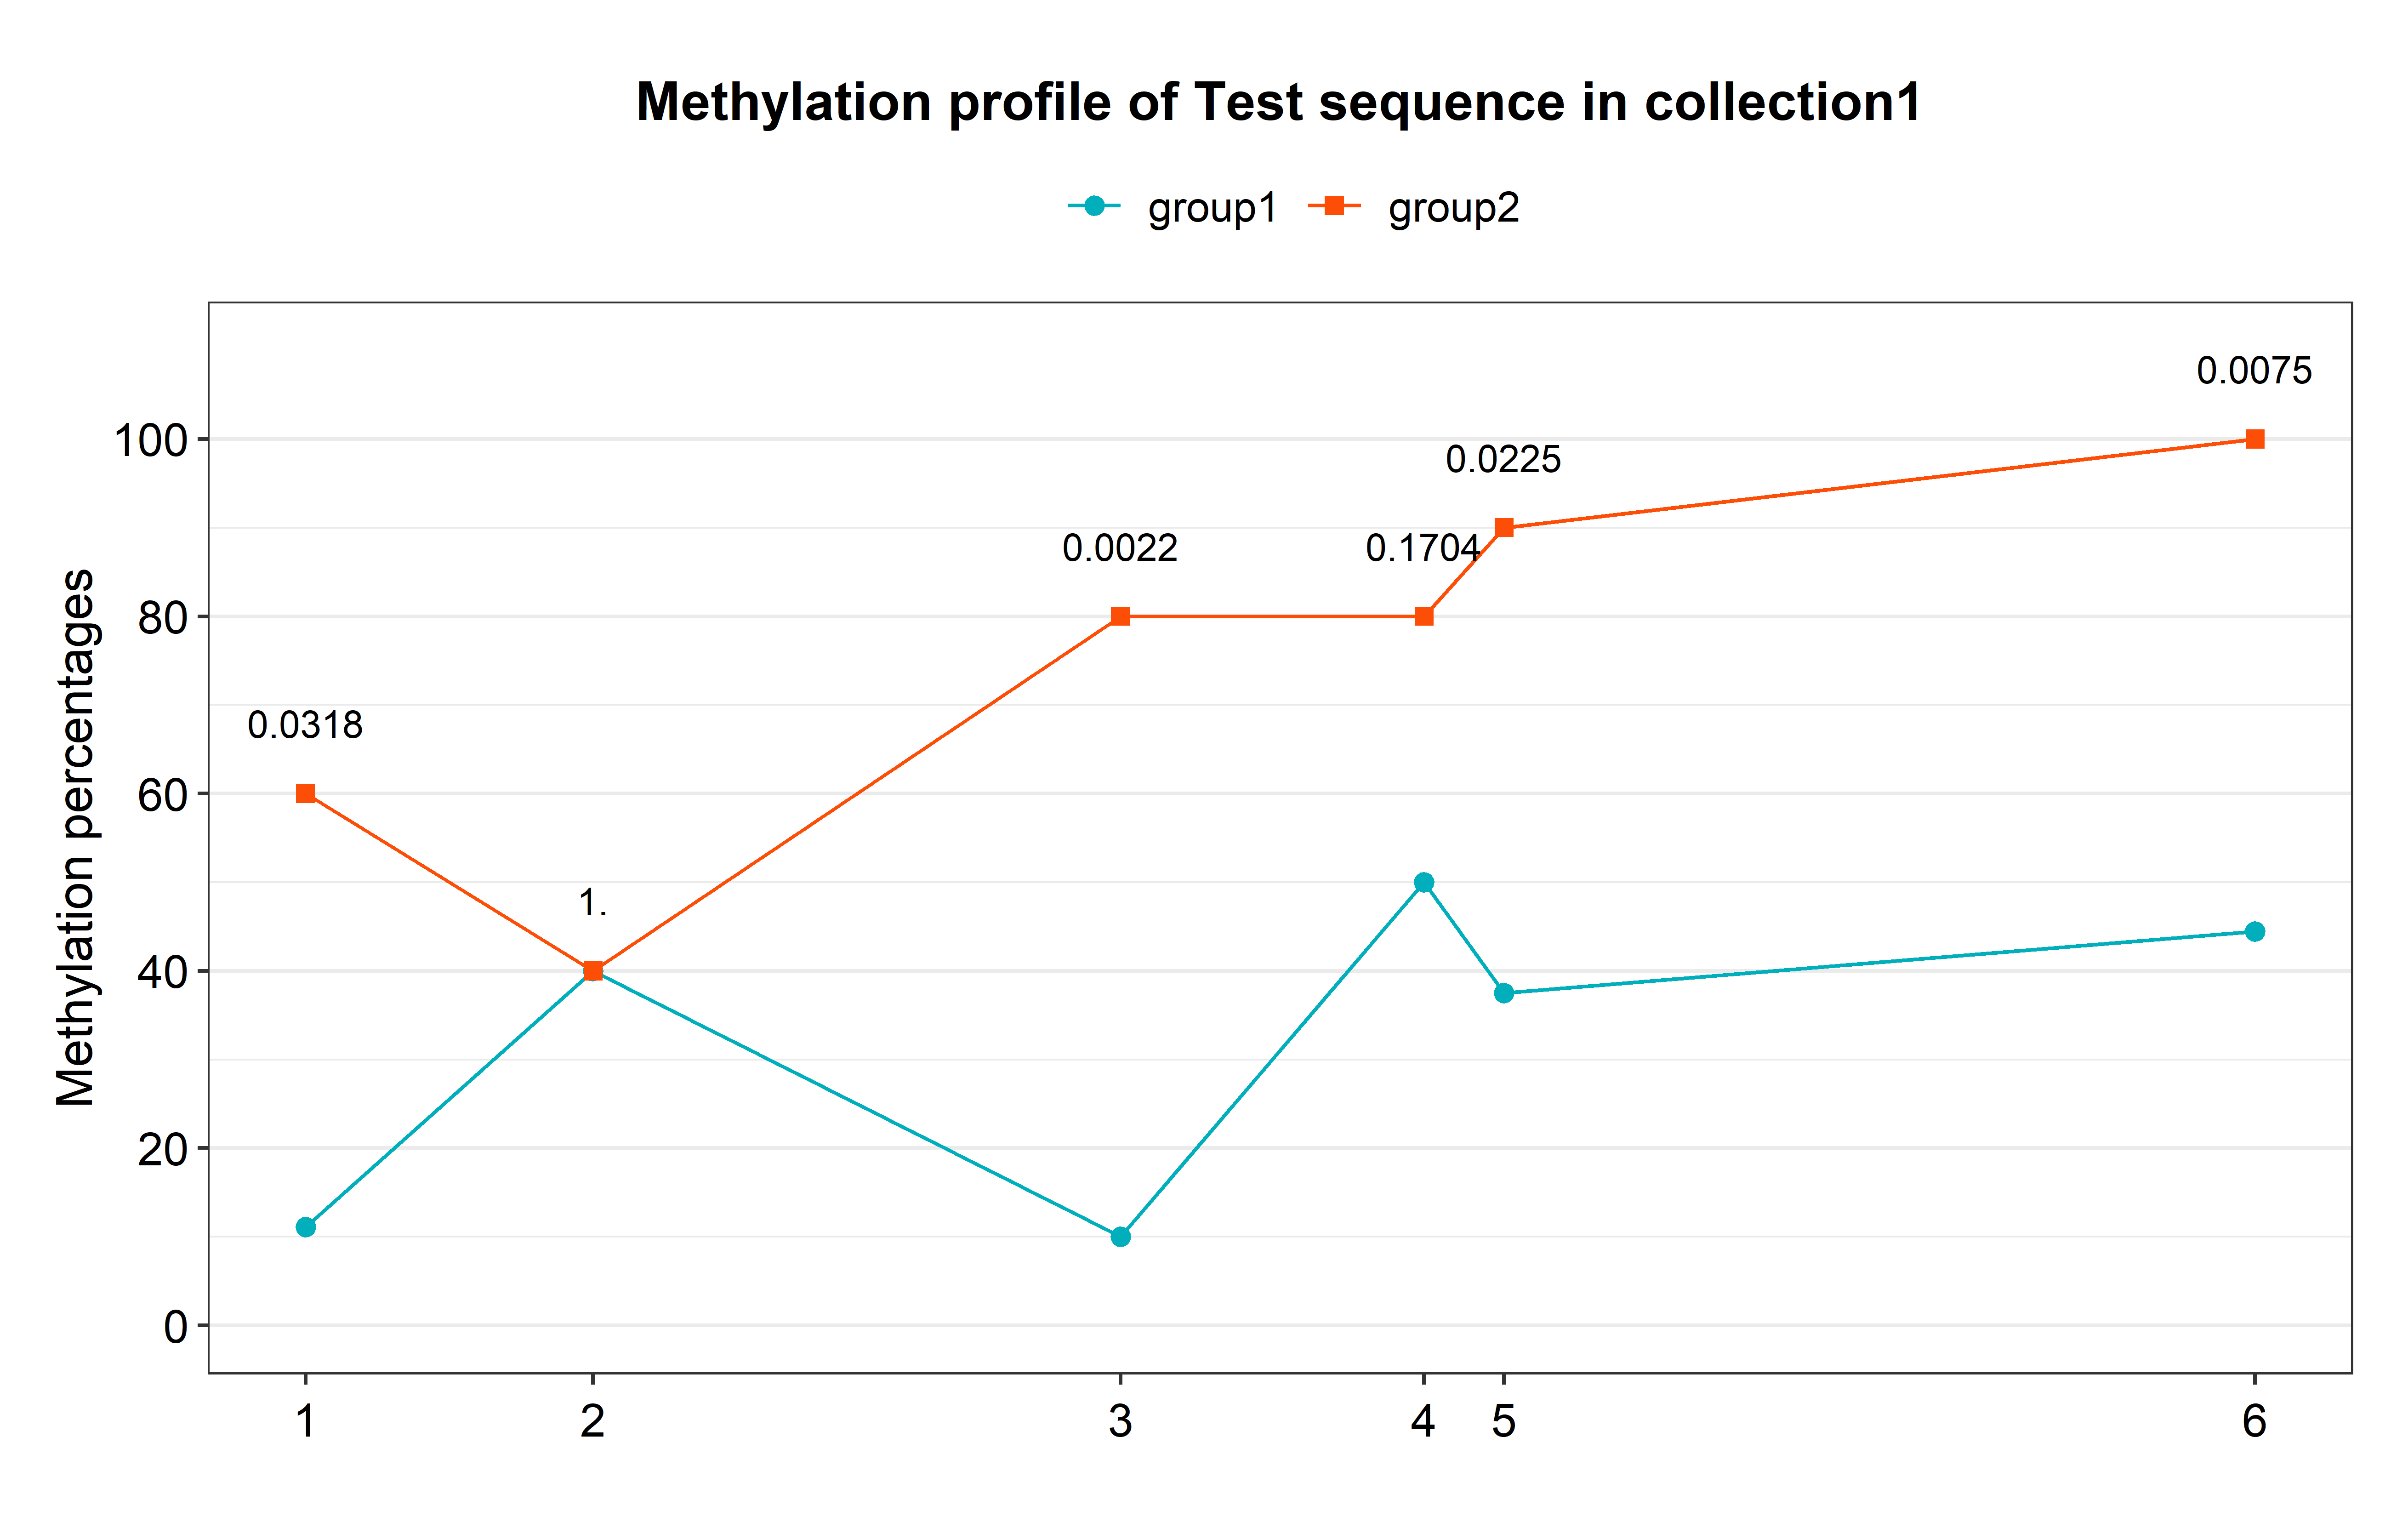 Methylation profile of Test sequence in collection1
group1 group2
0.0075
100
0.0225
0.0022 0.1704
80
0.0318
60
1.
40
20
0
Methylation percentages
1 2 3 4 5 6